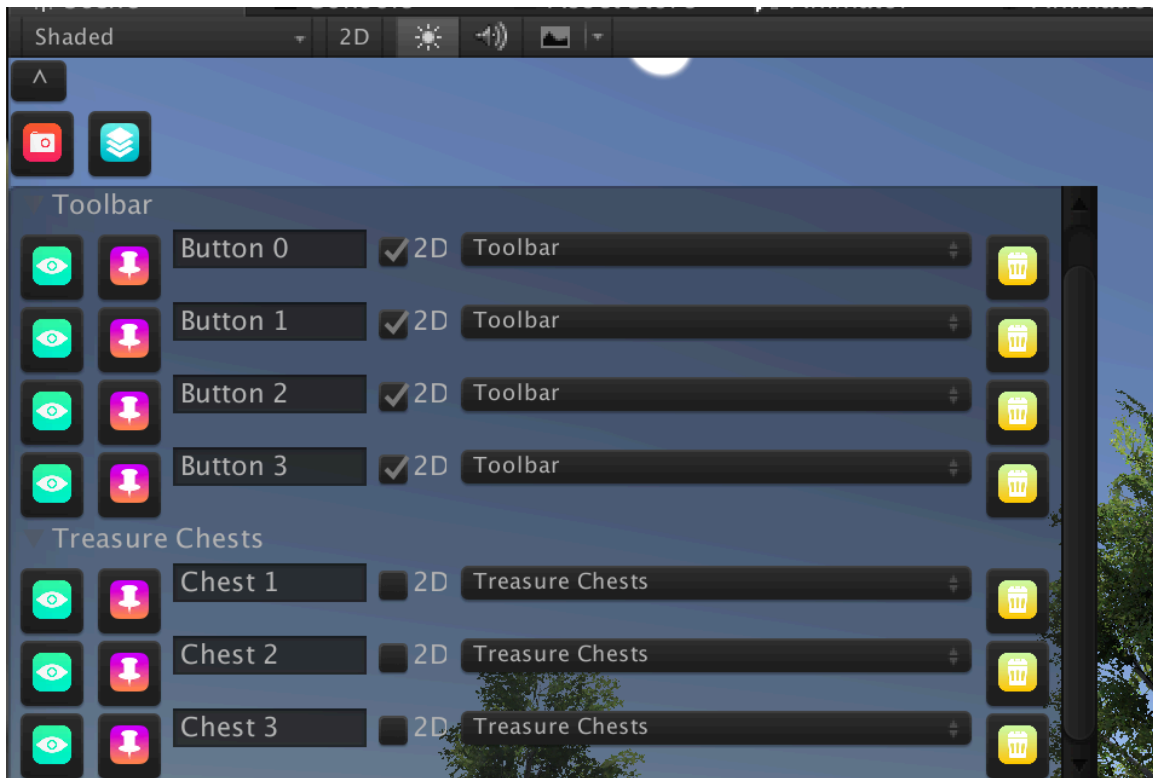 Shaded 2D
^
Toolbar
Button 0 2D Toolbar
Button 1 2D Toolbar
Button 2 2D Toolbar
Button 3 2D Toolbar
Treasure Chests
Chest 1 2D Treasure Chests
Chest 2 2D Treasure Chests
Chest 3 2D Treasure Chests